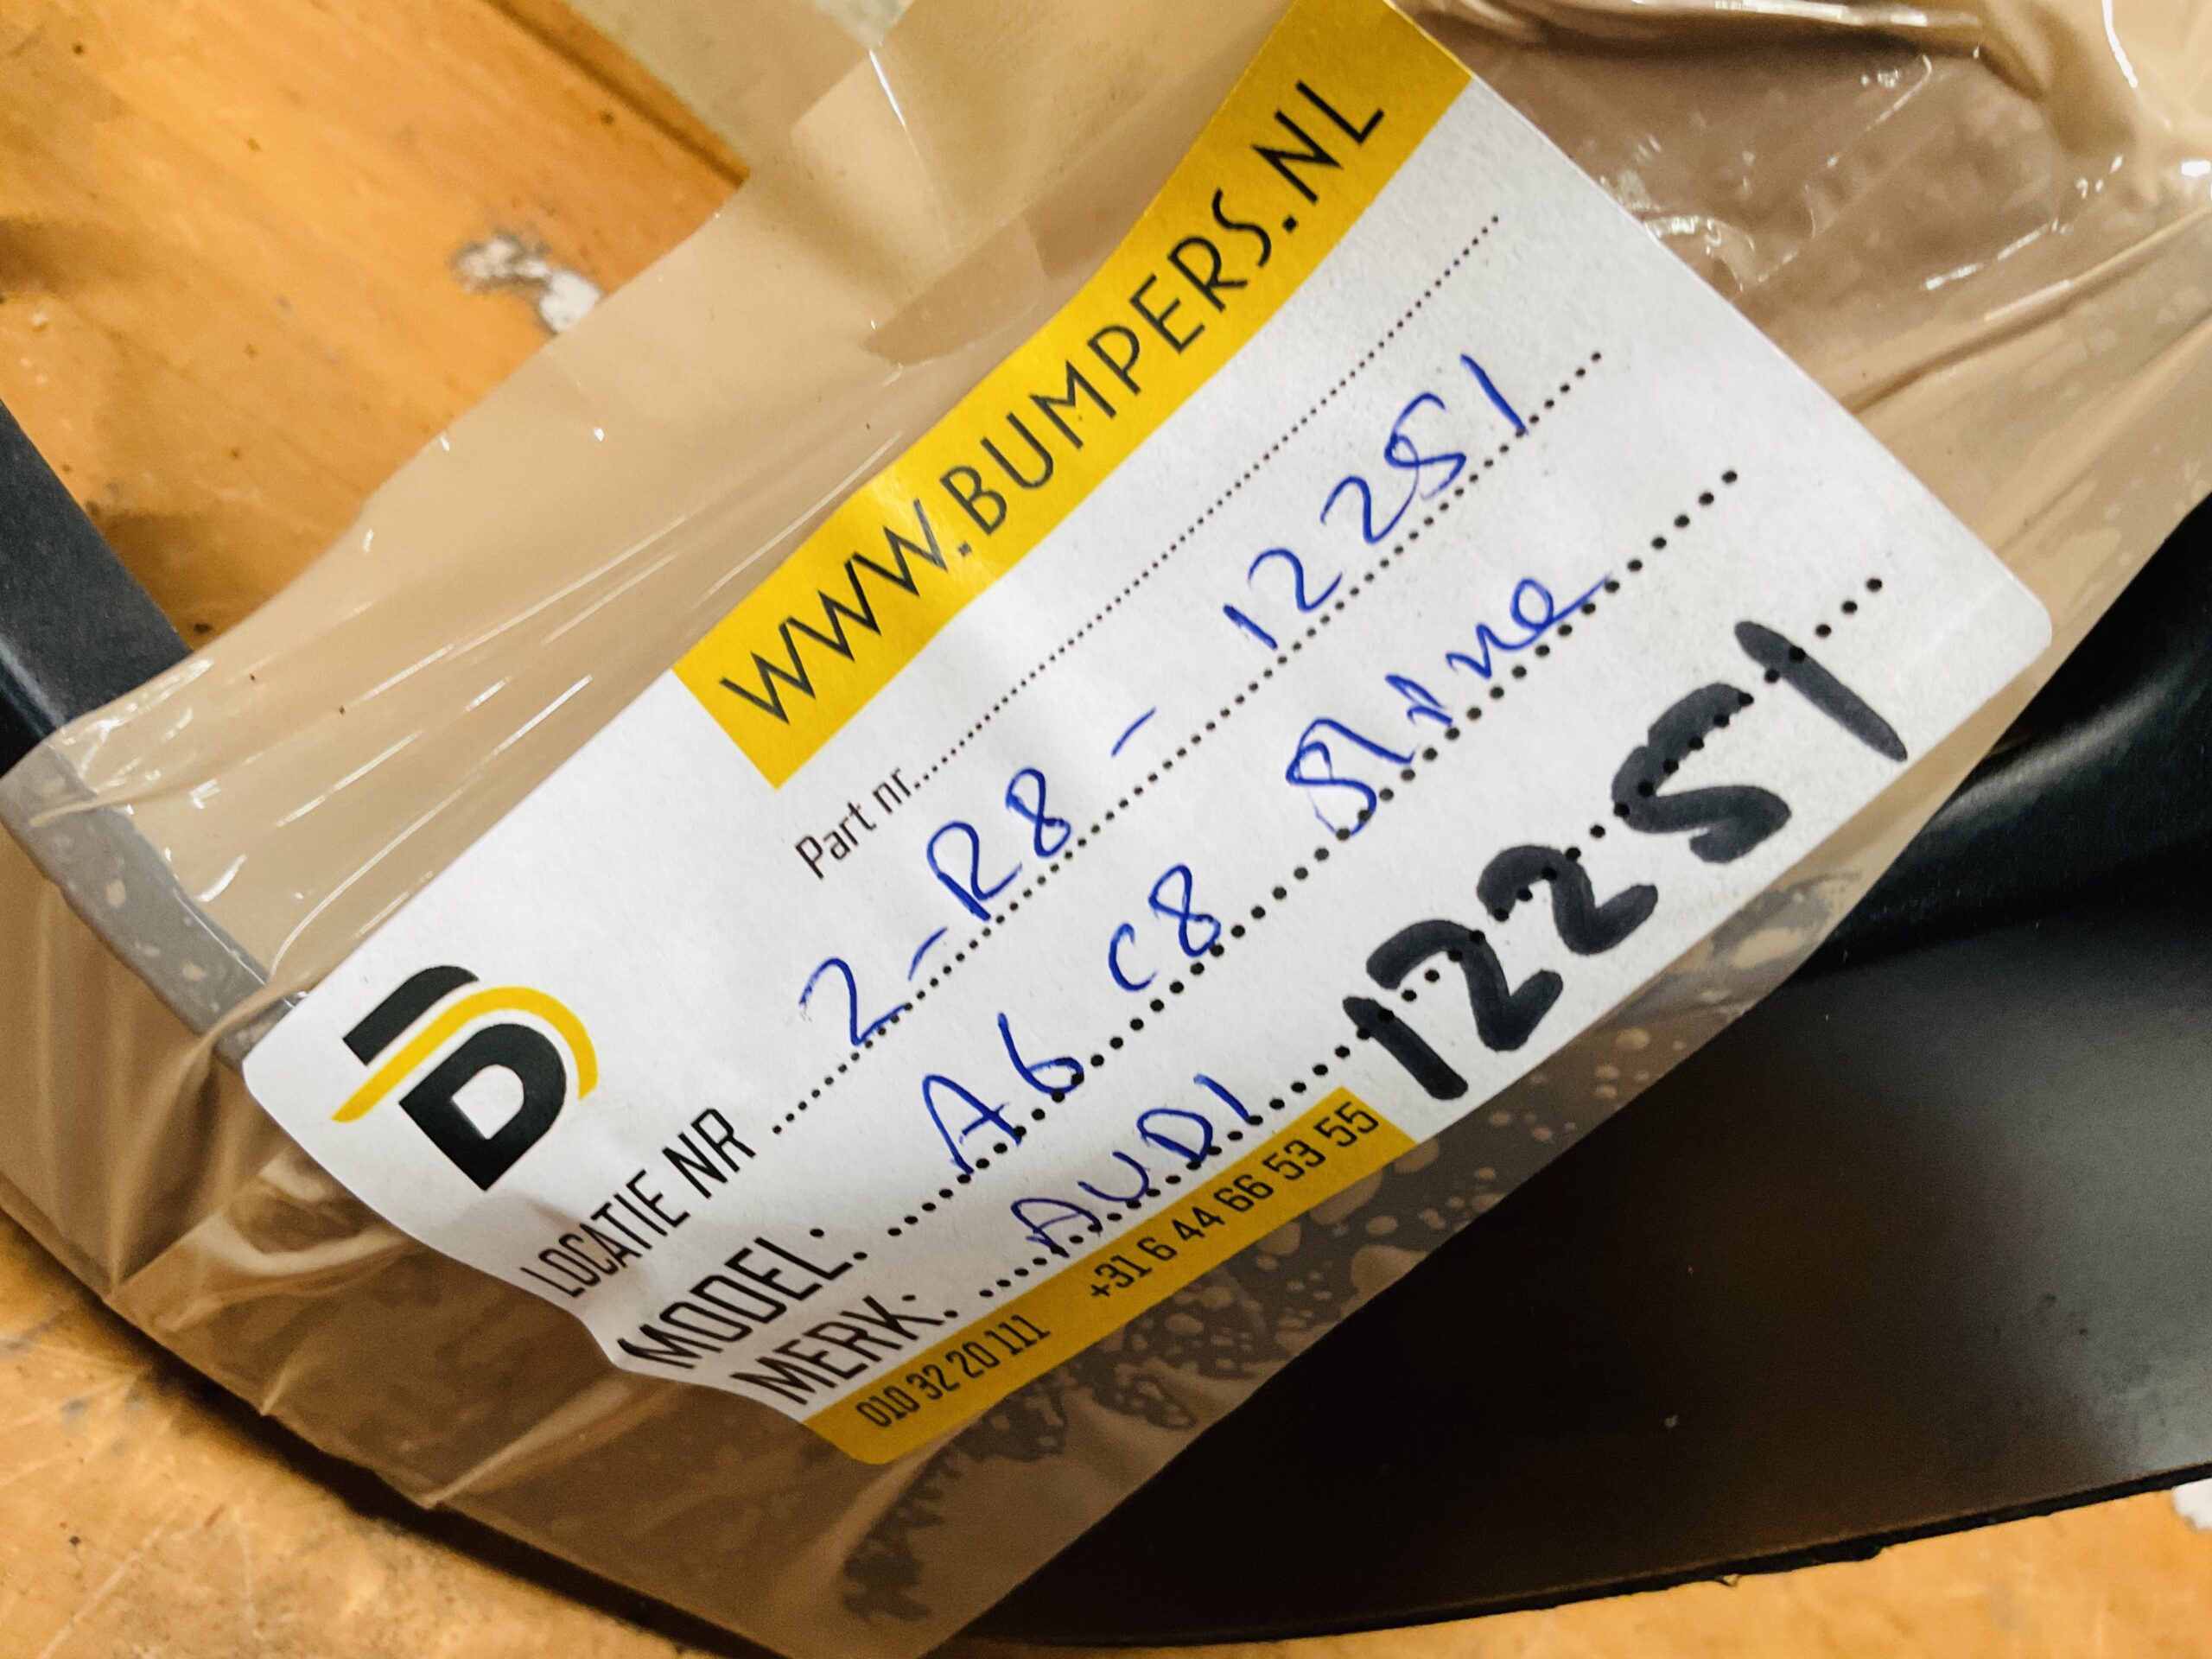 WWW.BUMPERS.NL
Part nr...............
LOCATIE NR ......2-R8 - 12251
MODEL: ......A6 C8 Sline
MERK: ......AUDI...... 12251
010 32 20 111 +31 6 44 66 53 55